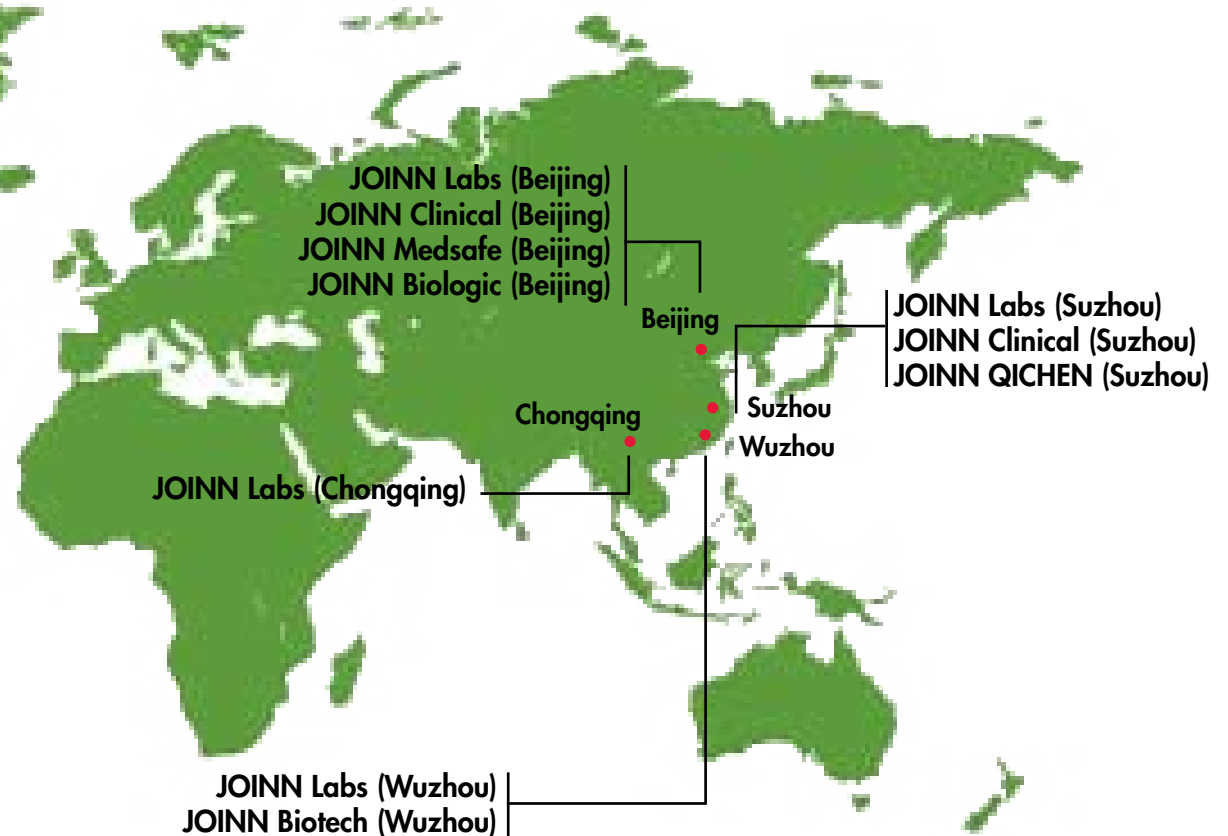 JOINN Labs (Beijing)
JOINN Clinical (Beijing)
JOINN Medsafe (Beijing)
JOINN Biologic (Beijing)
Beijing
JOINN Labs (Suzhou)
JOINN Clinical (Suzhou)
JOINN QICHEN (Suzhou)
Chongqing
Suzhou
Wuzhou
JOINN Labs (Chongqing)
JOINN Labs (Wuzhou)
JOINN Biotech (Wuzhou)